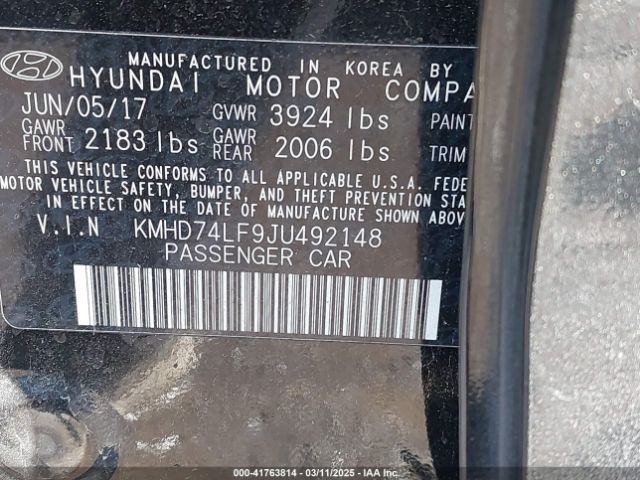 MANUFACTURED IN KOREA BY
HYUNDAI MOTOR COMPA
JUN/05/17 GVWR 3924 lbs PAINT
GAWR FRONT 2183 lbs GAWR REAR 2006 lbs TRIM
THIS VEHICLE CONFORMS TO ALL APPLICABLE U.S.A. FEDE
MOTOR VEHICLE SAFETY, BUMPER, AND THEFT PREVENTION STA
IN EFFECT ON THE DATE OF MANUFACTURE SHOWN ABOV
V.I.N KMHD74LF9JU492148
PASSENGER CAR
000-41763814 - 03/11/2025 - IAA Inc.